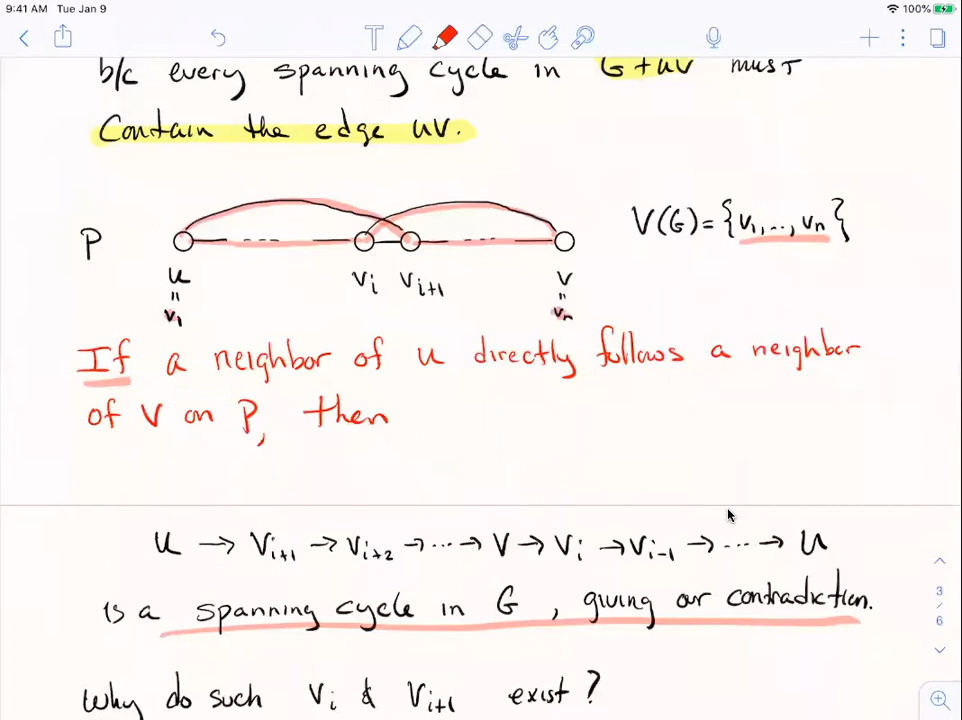 9:41 AM Tue Jan 9
100%
b/c every spanning cycle in G+uv must
Contain the edge uv.
P
V(G)={v₁,..., vₙ}
u vᵢ vᵢ₊₁ v
= =
v₁ vₙ
If a neighbor of u directly follows a neighbor
of v on P, then
u → vᵢ₊₁ → vᵢ₊₂ → ... → v → vᵢ → vᵢ₋₁ → ... → u
is a spanning cycle in G, giving our contradiction.
Why do such vᵢ & vᵢ₊₁ exist?
3
/
6